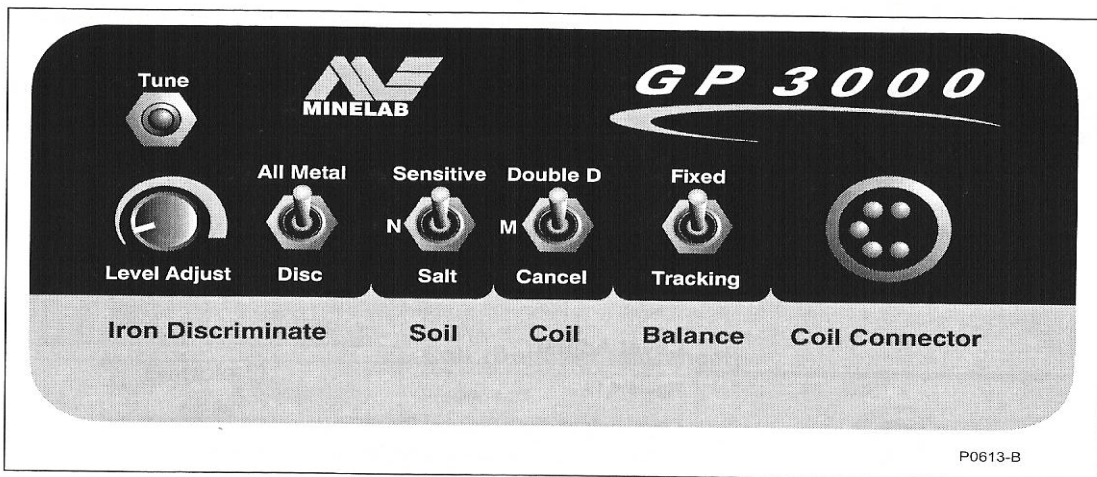 Tune
MINELAB
GP 3000
All Metal
Sensitive
Double D
Fixed
N
M
Level Adjust
Disc
Salt
Cancel
Tracking
Iron Discriminate
Soil
Coil
Balance
Coil Connector
P0613-B